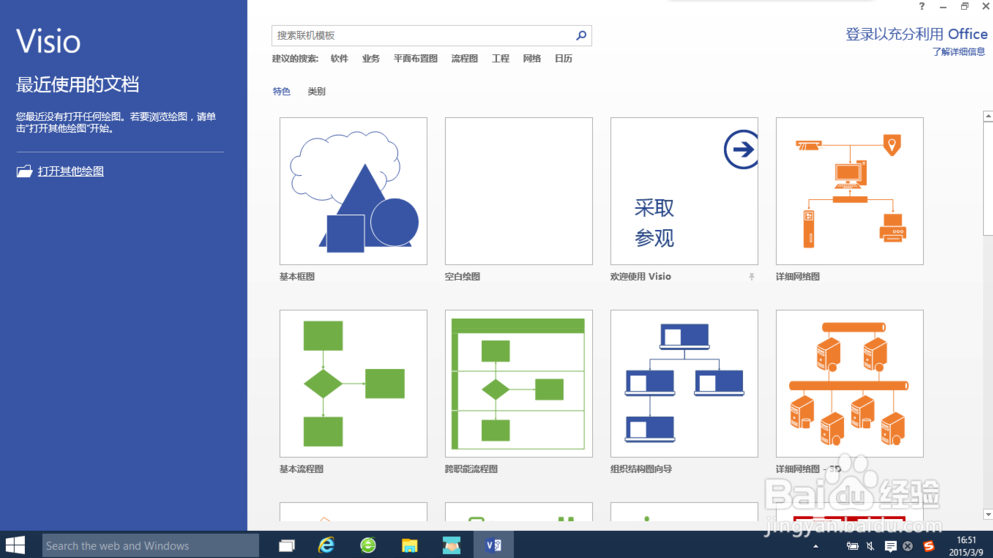 Visio
最近使用的文档
您最近没有打开任何绘图。若要浏览绘图，请单
击"打开其他绘图"开始。
打开其他绘图
?
搜索联机模板
登录以充分利用 Office
了解详细信息
建议的搜索: 软件 业务 平面布置图 流程图 工程 网络 日历
特色 类别
采取
参观
基本框图 空白绘图 欢迎使用 Visio 详细网络图
基本流程图 跨职能流程图 组织结构图向导 详细网络图 - 3D
Baidu 经验
jingyan.baidu.com
Search the web and Windows
16:51
2015/3/9